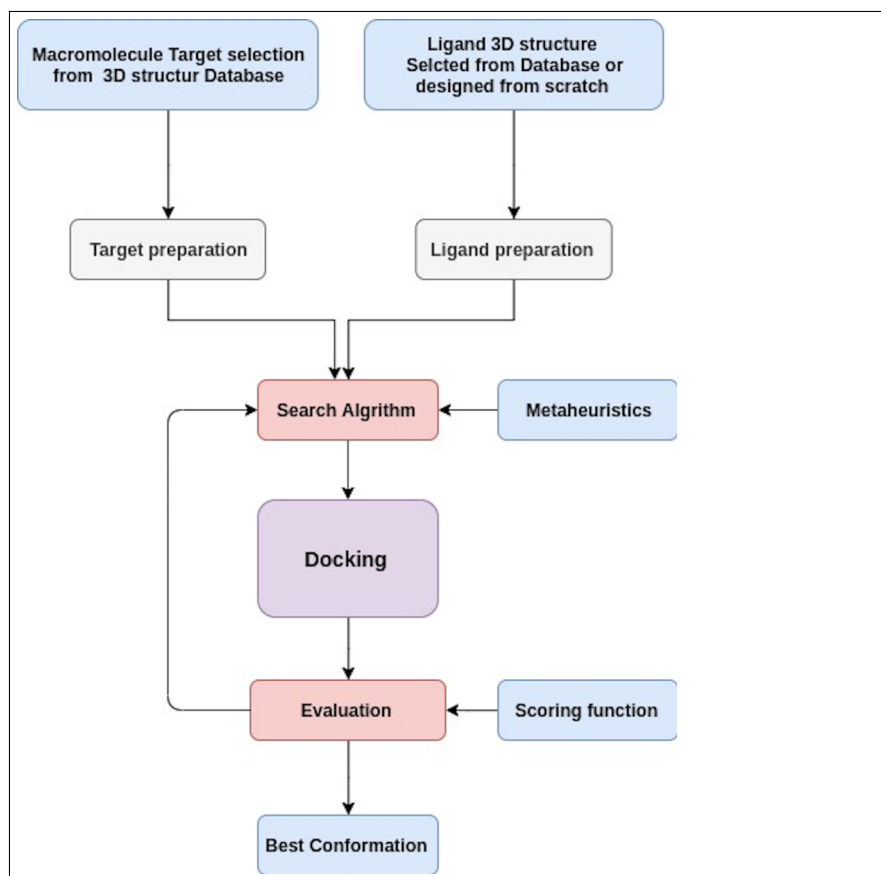 Macromolecule Target selection
from 3D structur Database
Ligand 3D structure
Selcted from Database or
designed from scratch
Target preparation
Ligand preparation
Search Algrithm
Metaheuristics
Docking
Evaluation
Scoring function
Best Conformation